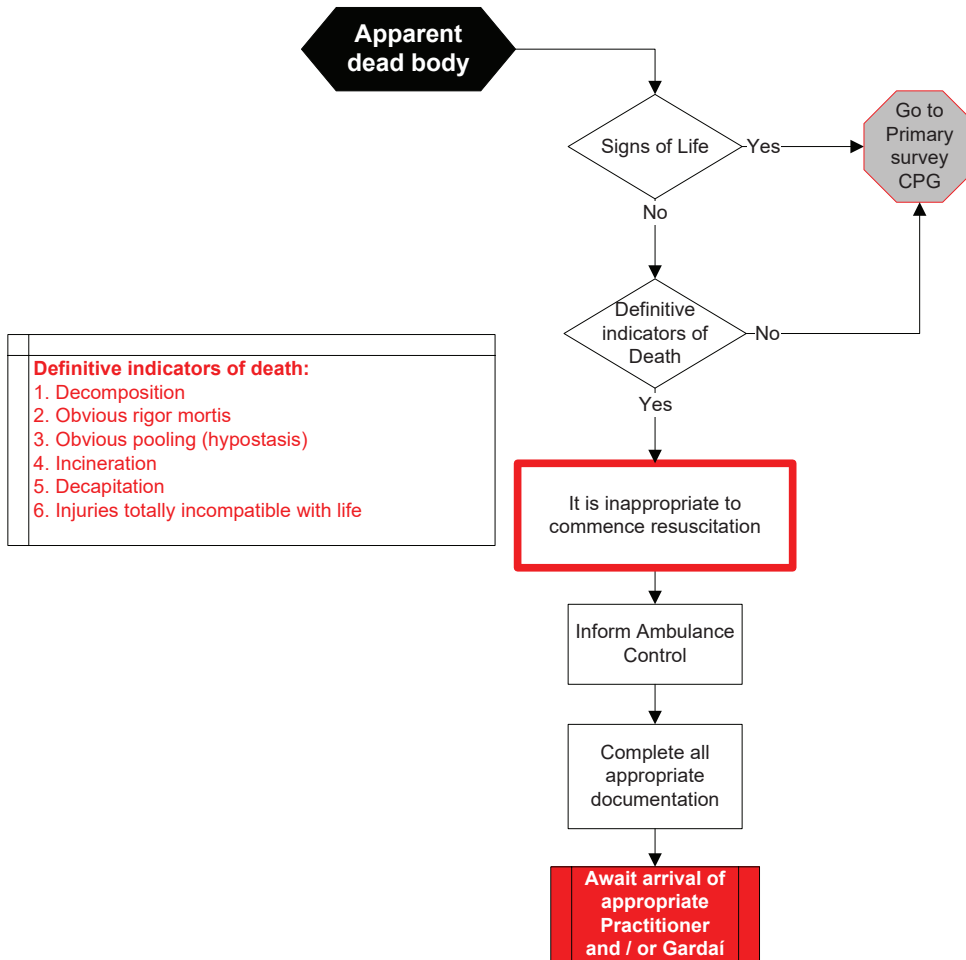 Apparent
dead body
Signs of Life
Yes
Go to
Primary
survey
CPG
No
Definitive
indicators of
Death
No
Yes
Definitive indicators of death:
1. Decomposition
2. Obvious rigor mortis
3. Obvious pooling (hypostasis)
4. Incineration
5. Decapitation
6. Injuries totally incompatible with life
It is inappropriate to
commence resuscitation
Inform Ambulance
Control
Complete all
appropriate
documentation
Await arrival of
appropriate
Practitioner
and / or Gardaí